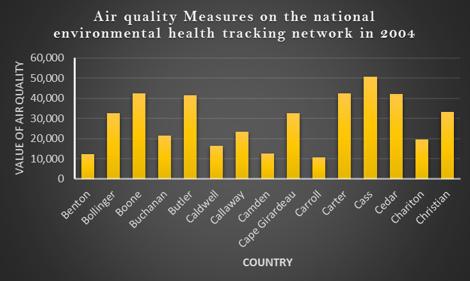 Air quality Measures on the national
environmental health tracking network in 2004
VALUE OF AIR QUALITY
60,000
50,000
40,000
30,000
20,000
10,000
0
Benton
Bollinger
Boone
Buchanan
Butler
Caldwell
Callaway
Camden
Cape Girardeau
Carroll
Carter
Cass
Cedar
Chariton
Christian
COUNTRY